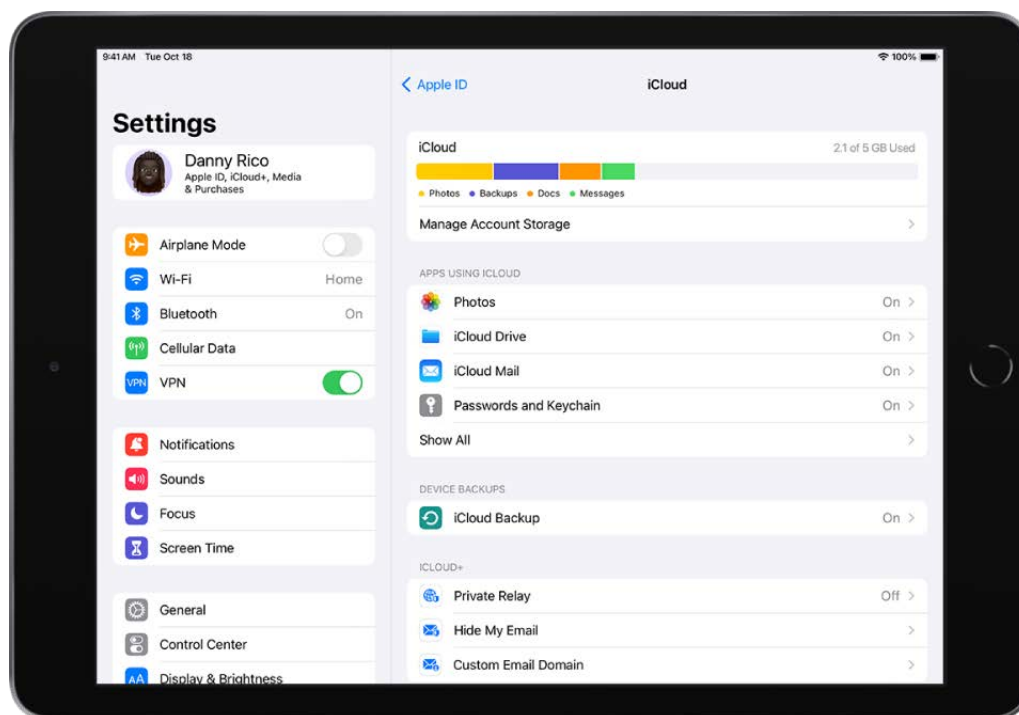 9:41 AM Tue Oct 18
100%
Settings
Danny Rico
Apple ID, iCloud+, Media
& Purchases
Airplane Mode
Wi-Fi Home
Bluetooth On
Cellular Data
VPN VPN
Notifications
Sounds
Focus
Screen Time
General
Control Center
AA Display & Brightness
Apple ID
iCloud
iCloud 2.1 of 5 GB Used
Photos Backups Docs Messages
Manage Account Storage
APPS USING ICLOUD
Photos On
iCloud Drive On
iCloud Mail On
Passwords and Keychain On
Show All
DEVICE BACKUPS
iCloud Backup On
ICLOUD+
Private Relay Off
Hide My Email
Custom Email Domain